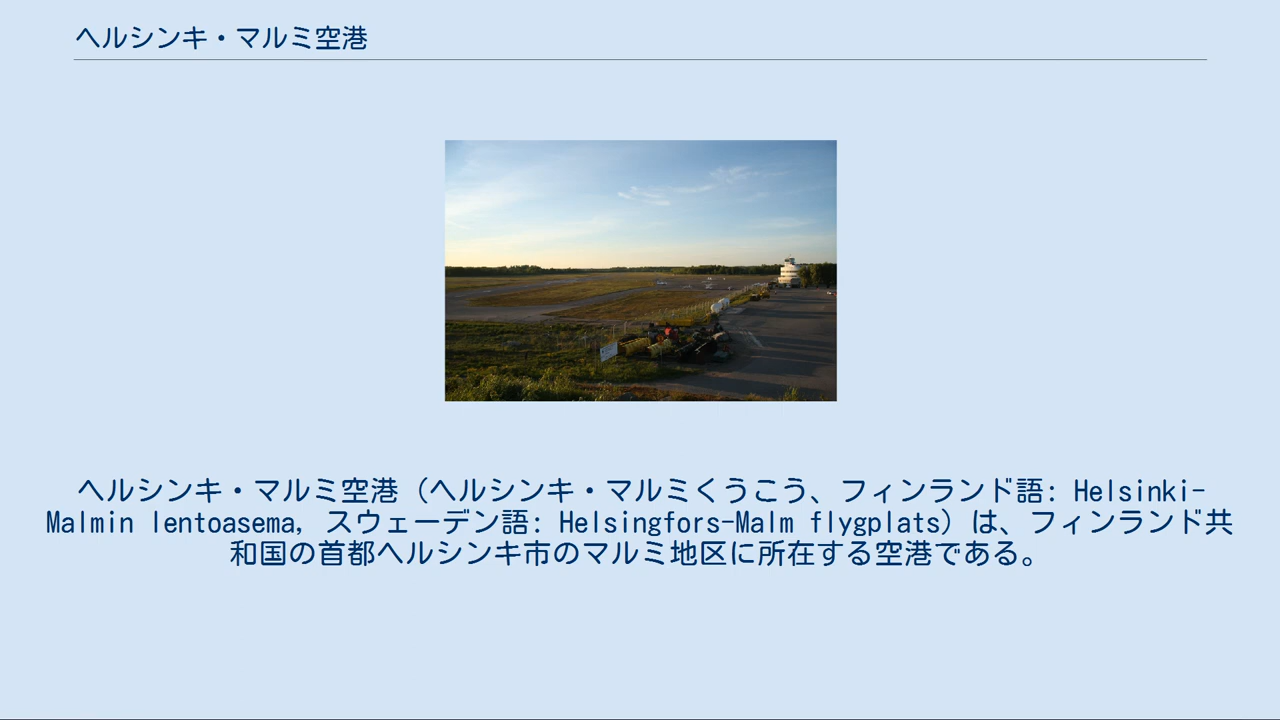 ヘルシンキ・マルミ空港
ヘルシンキ・マルミ空港（ヘルシンキ・マルミくうこう、フィンランド語: Helsinki-
Malmin lentoasema, スウェーデン語: Helsingfors-Malm flygplats）は、フィンランド共
和国の首都ヘルシンキ市のマルミ地区に所在する空港である。